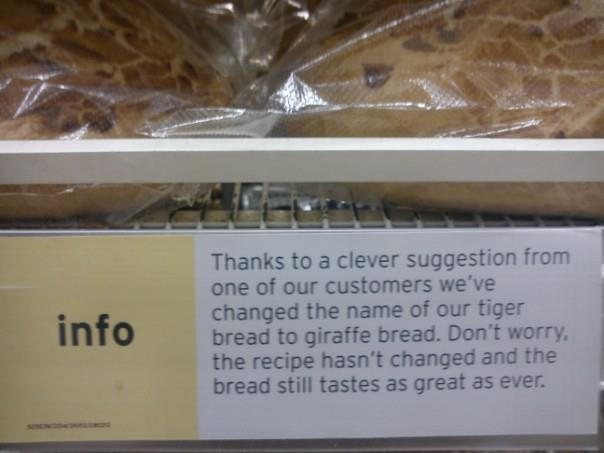 info
Thanks to a clever suggestion from
one of our customers we've
changed the name of our tiger
bread to giraffe bread. Don't worry,
the recipe hasn't changed and the
bread still tastes as great as ever.